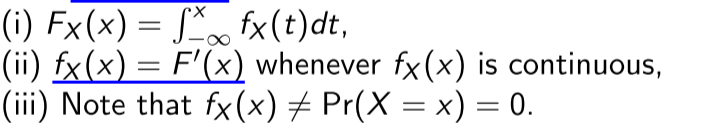 (i) F_X(x) = ∫_{−∞}^{x} f_X(t)dt,
(ii) f_X(x) = F′(x) whenever f_X(x) is continuous,
(iii) Note that f_X(x) ≠ Pr(X = x) = 0.